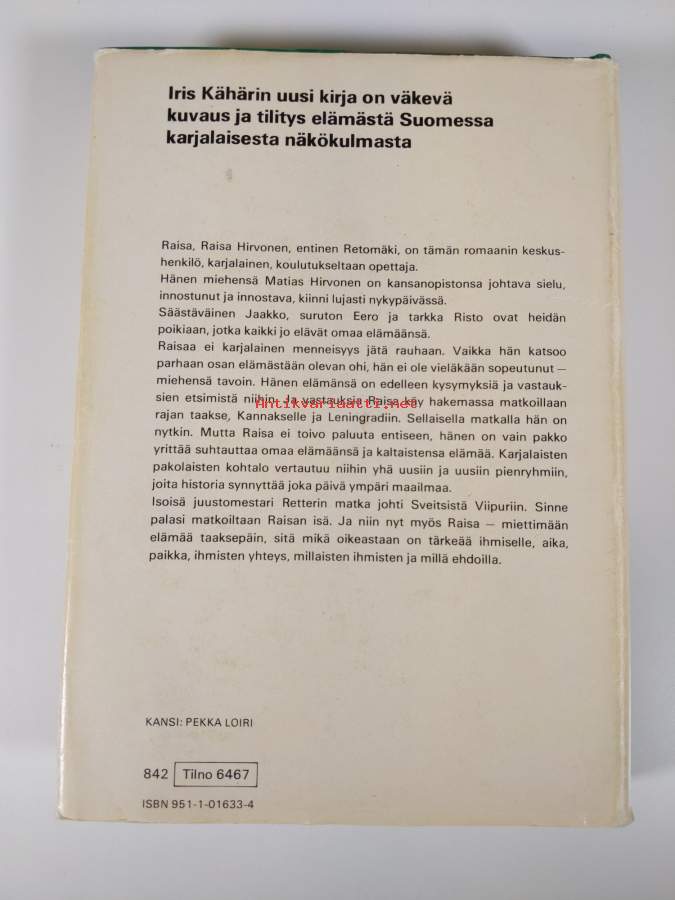 Iris Kähärin uusi kirja on väkevä
kuvaus ja tilitys elämästä Suomessa
karjalaisesta näkökulmasta
Raisa, Raisa Hirvonen, entinen Retomäki, on tämän romaanin keskus-
henkilö, karjalainen, koulutukseltaan opettaja.
Hänen miehensä Matias Hirvonen on kansanopistonsa johtava sielu,
innostunut ja innostava, kiinni lujasti nykypäivässä.
Säästäväinen Jaakko, suruton Eero ja tarkka Risto ovat heidän
poikiaan, jotka kaikki jo elävät omaa elämäänsä.
Raisaa ei karjalainen menneisyys jätä rauhaan. Vaikka hän katsoo
parhaan osan elämästään olevan ohi, hän ei ole vieläkään sopeutunut —
miehensä tavoin. Hänen elämänsä on edelleen kysymyksiä ja vastauk-
sien etsimistä niihin. Ja vastauksia Raisa käy hakemassa matkoillaan
Antikvariaatti.net
rajan taakse, Kannakselle ja Leningradiin. Sellaisella matkalla hän on
nytkin. Mutta Raisa ei toivo paluuta entiseen, hänen on vain pakko
yrittää suhtauttaa omaa elämäänsä ja kaltaistensa elämää. Karjalaisten
pakolaisten kohtalo vertautuu niihin yhä uusiin ja uusiin pienryhmiin,
joita historia synnyttää joka päivä ympäri maailmaa.
Isoisä juustomestari Retterin matka johti Sveitsistä Viipuriin. Sinne
palasi matkoiltaan Raisan isä. Ja niin nyt myös Raisa — miettimään
elämää taaksepäin, sitä mikä oikeastaan on tärkeää ihmiselle, aika,
paikka, ihmisten yhteys, millaisten ihmisten ja millä ehdoilla.
KANSI: PEKKA LOIRI
842 Tilno 6467
ISBN 951-1-01633-4